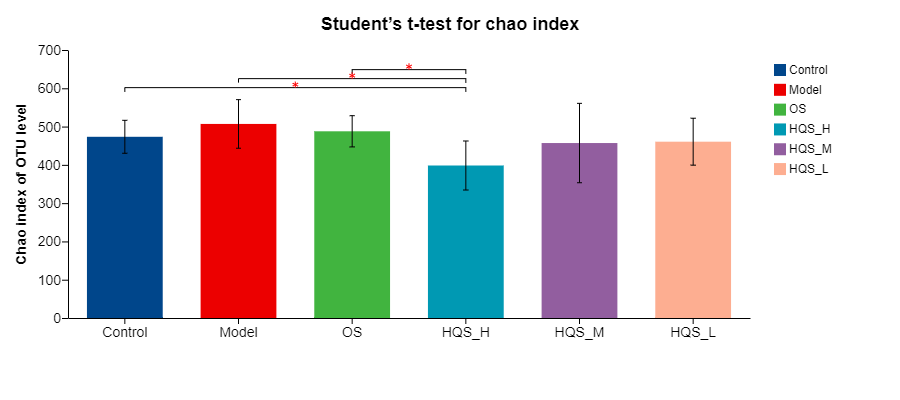 Student's t-test for chao index
Chao index of OTU level
700
600
500
400
300
200
100
0
*
*
*
Control
Model
OS
HQS_H
HQS_M
HQS_L
Control
Model
OS
HQS_H
HQS_M
HQS_L